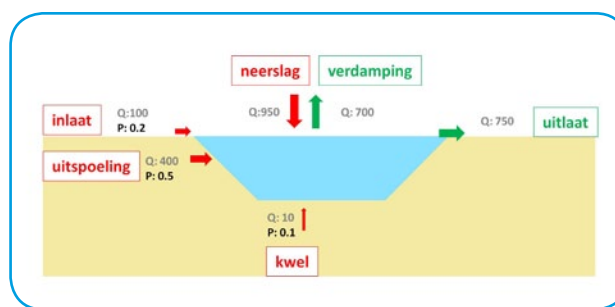 neerslag
verdamping
inlaat
Q:100
P: 0.2
Q:950
Q: 700
Q: 750
uitlaat
uitspoeling
Q: 400
P: 0.5
Q: 10
P: 0.1
kwel